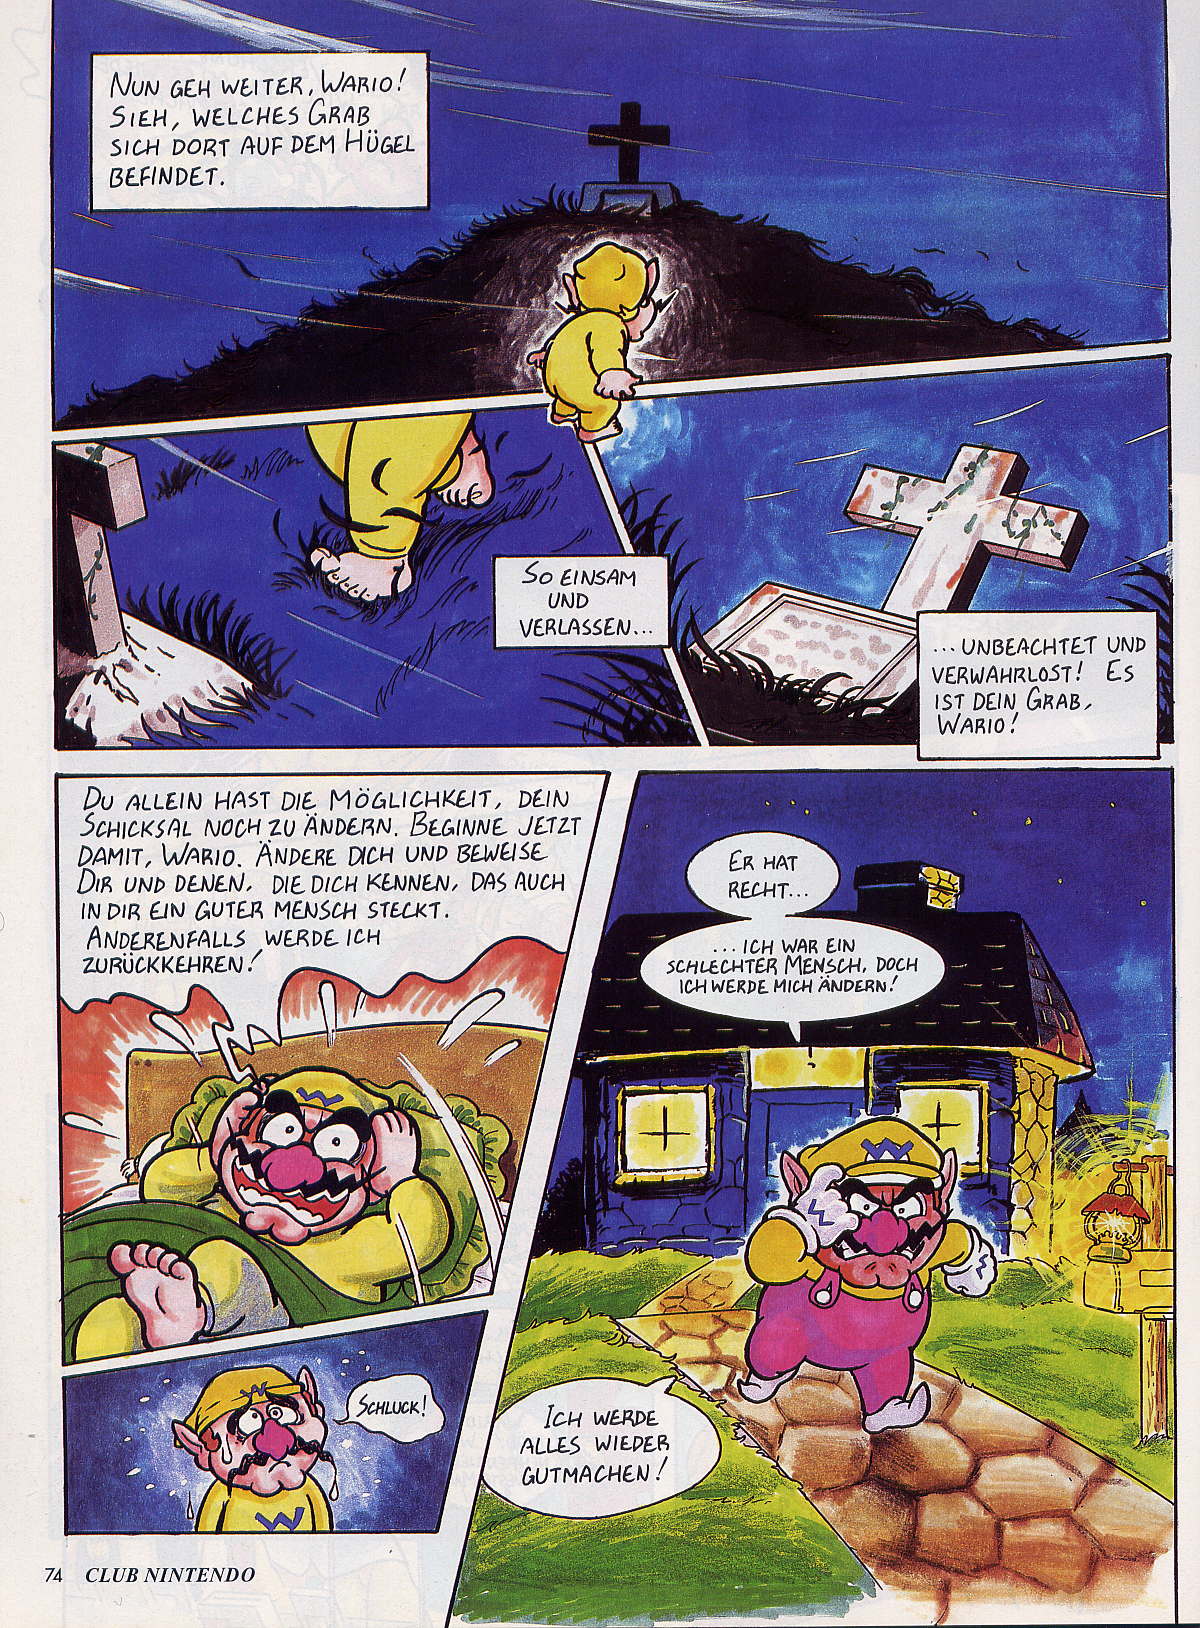 NUN GEH WEITER, WARIO!
SIEH, WELCHES GRAB
SICH DORT AUF DEM HÜGEL
BEFINDET.
SO EINSAM
UND
VERLASSEN...
...UNBEACHTET UND
VERWAHRLOST! ES
IST DEIN GRAB,
WARIO!
DU ALLEIN HAST DIE MÖGLICHKEIT, DEIN
SCHICKSAL NOCH ZU ÄNDERN. BEGINNE JETZT
DAMIT, WARIO. ÄNDERE DICH UND BEWEISE
DIR UND DENEN, DIE DICH KENNEN, DAS AUCH
IN DIR EIN GUTER MENSCH STECKT.
ANDERENFALLS WERDE ICH
ZURÜCKKEHREN!
W
SCHLUCK!
W
W
ER HAT
RECHT...
...ICH WAR EIN
SCHLECHTER MENSCH, DOCH
ICH WERDE MICH ÄNDERN!
W
W
W
ICH WERDE
ALLES WIEDER
GUTMACHEN!
74 CLUB NINTENDO